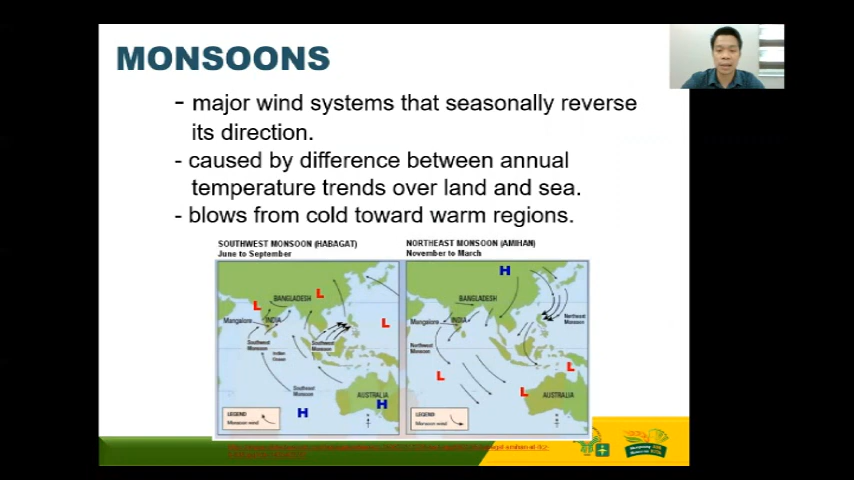 MONSOONS
- major wind systems that seasonally reverse
its direction.
- caused by difference between annual
temperature trends over land and sea.
- blows from cold toward warm regions.
SOUTHWEST MONSOON (HABAGAT)
June to September
L
BANGLADESH
L
Mangalore
INDIA
L
Southwest
Monsoon
Southwest
Monsoon
Indian
Ocean
Southeast
Monsoon
AUSTRALIA
H
H
LEGEND
Monsoon wind
NORTHEAST MONSOON (AMIHAN)
November to March
H
BANGLADESH
Mangalore
INDIA
Northeast
Monsoon
Northwest
Monsoon
L
L
L
AUSTRALIA
LEGEND
Monsoon wind